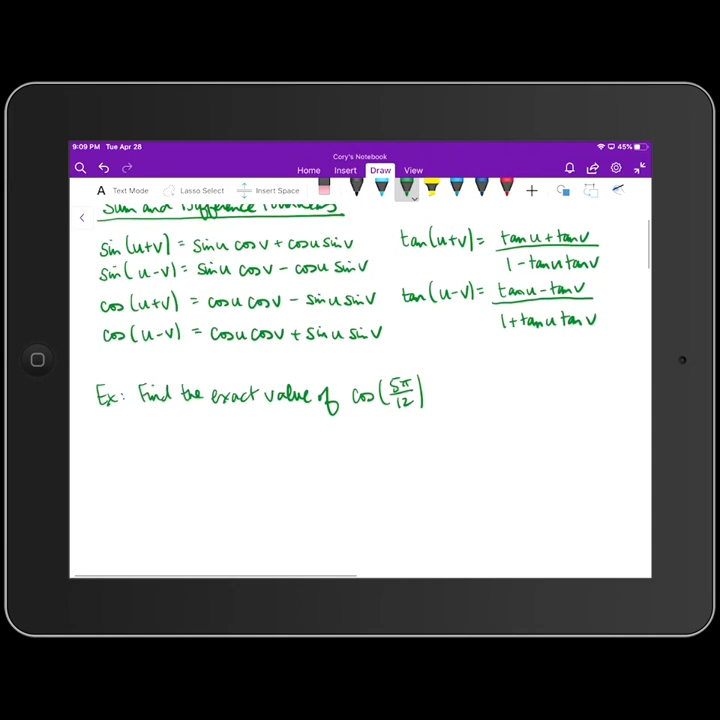 9:09 PM Tue Apr 28
45%
Cory's Notebook
Home Insert Draw View
A Text Mode Lasso Select Insert Space
Sum and Difference
sin(u+v) = sinu cosv + cosu sinv
sin(u-v) = sinu cosv - cosu sinv
cos(u+v) = cosu cosv - sinu sinv
cos(u-v) = cosu cosv + sinu sinv
tan(u+v) = tanu + tanv
1 - tanu tanv
tan(u-v) = tanu - tanv
1 + tanu tanv
Ex: Find the exact value of cos(5π/12)